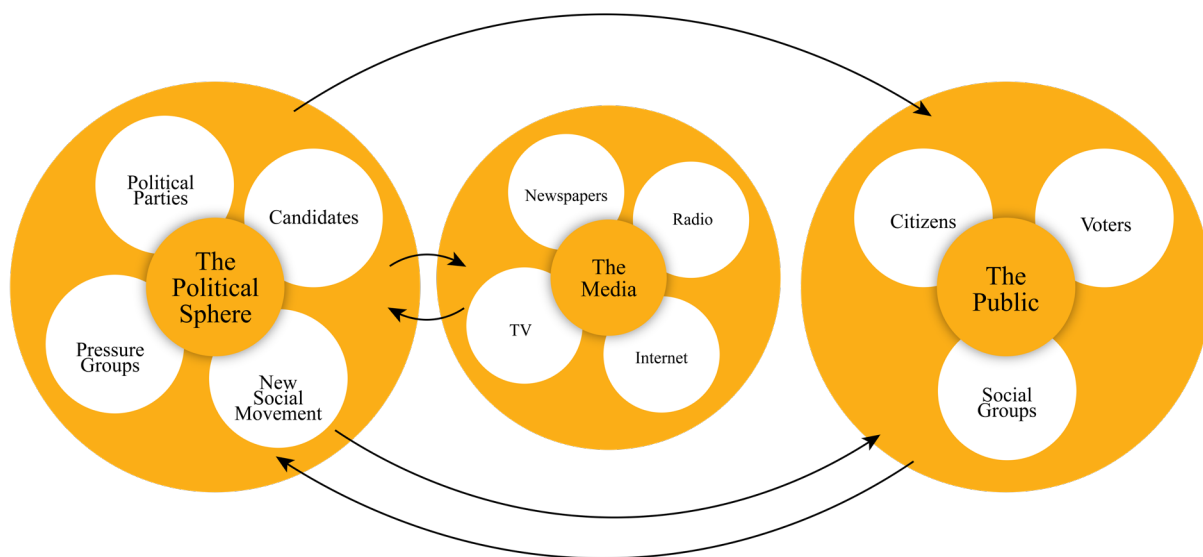 Political
Parties
Candidates
The
Political
Sphere
Pressure
Groups
New
Social
Movement
Newspapers
Radio
The
Media
TV
Internet
Citizens
Voters
The
Public
Social
Groups